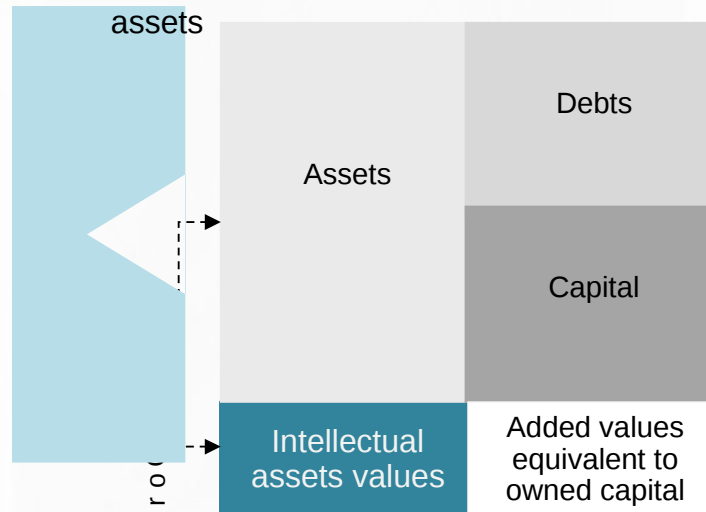 assets
Debts
Assets
Capital
Intellectual
assets values
Added values
equivalent to
owned capital